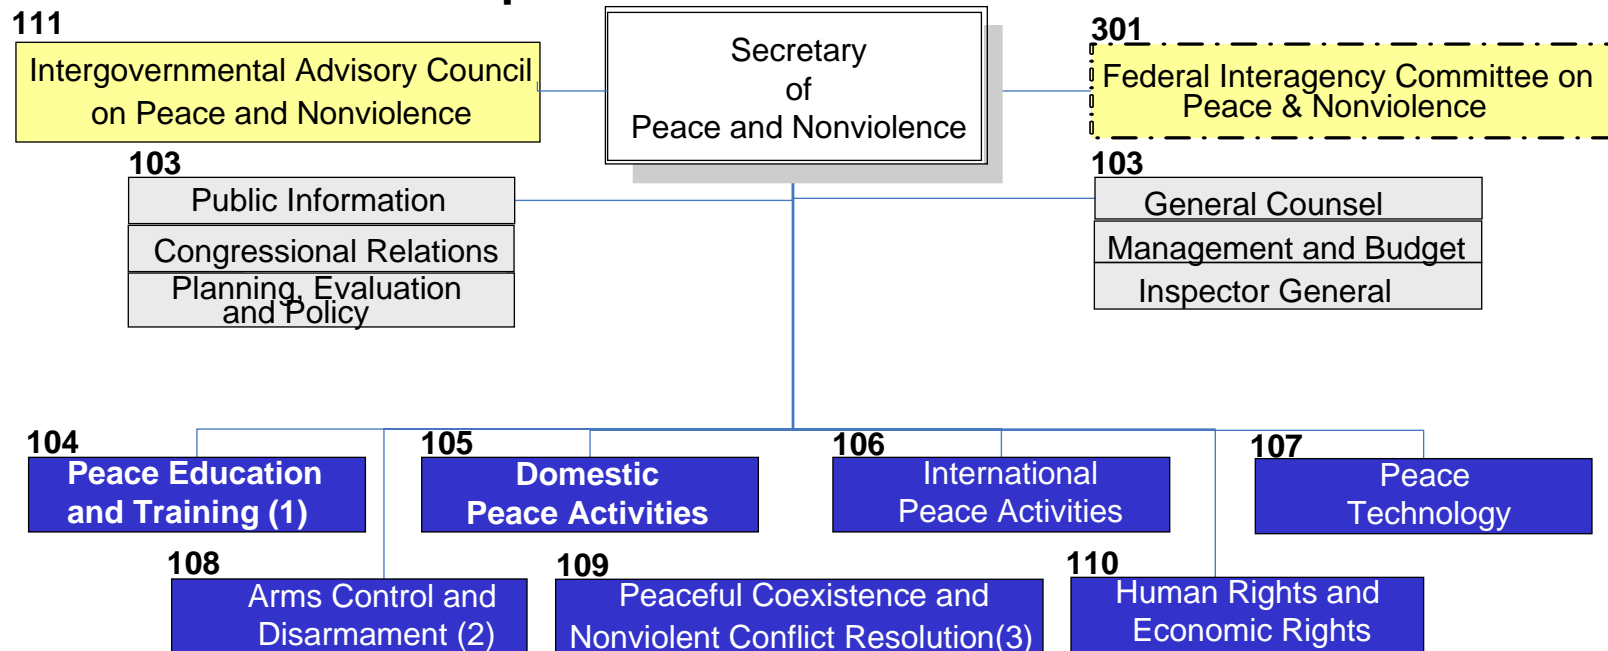 111
Intergovernmental Advisory Council
on Peace and Nonviolence
Secretary
of
Peace and Nonviolence
301
Federal Interagency Committee on
Peace & Nonviolence
103
Public Information
Congressional Relations
Planning, Evaluation
and Policy
103
General Counsel
Management and Budget
Inspector General
104
Peace Education
and Training (1)
105
Domestic
Peace Activities
106
International
Peace Activities
107
Peace
Technology
108
Arms Control and
Disarmament (2)
109
Peaceful Coexistence and
Nonviolent Conflict Resolution(3)
110
Human Rights and
Economic Rights